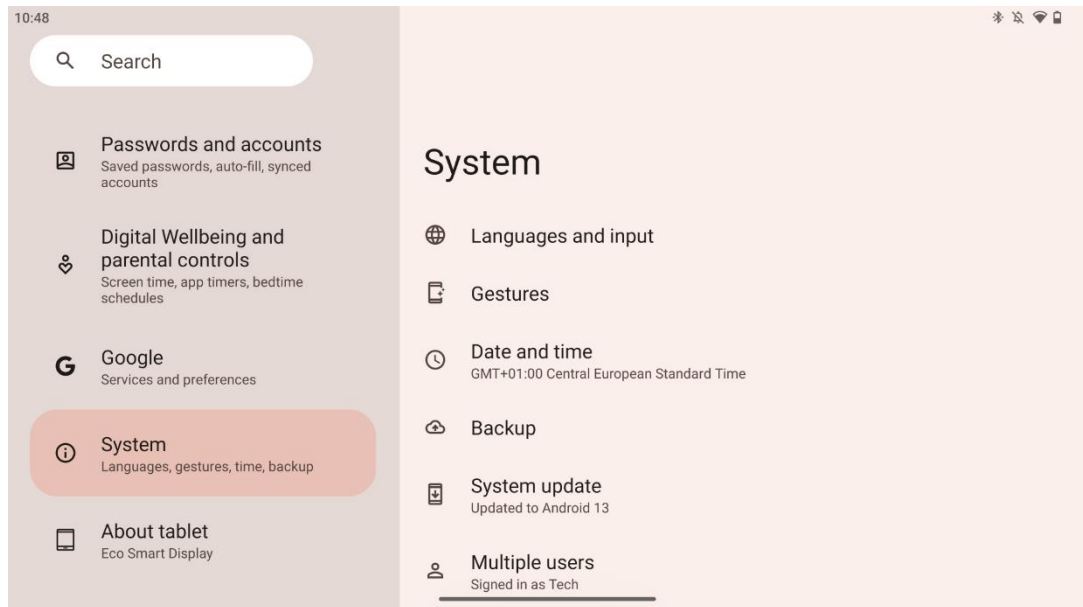 10:48
Search
Passwords and accounts
Saved passwords, auto-fill, synced
accounts
Digital Wellbeing and
parental controls
Screen time, app timers, bedtime
schedules
Google
Services and preferences
System
Languages, gestures, time, backup
About tablet
Eco Smart Display
System
Languages and input
Gestures
Date and time
GMT+01:00 Central European Standard Time
Backup
System update
Updated to Android 13
Multiple users
Signed in as Tech